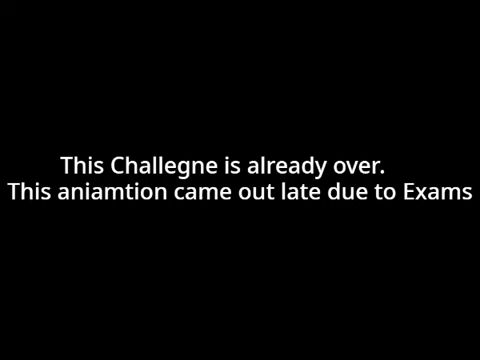 This Challegne is already over.
This aniamtion came out late due to Exams